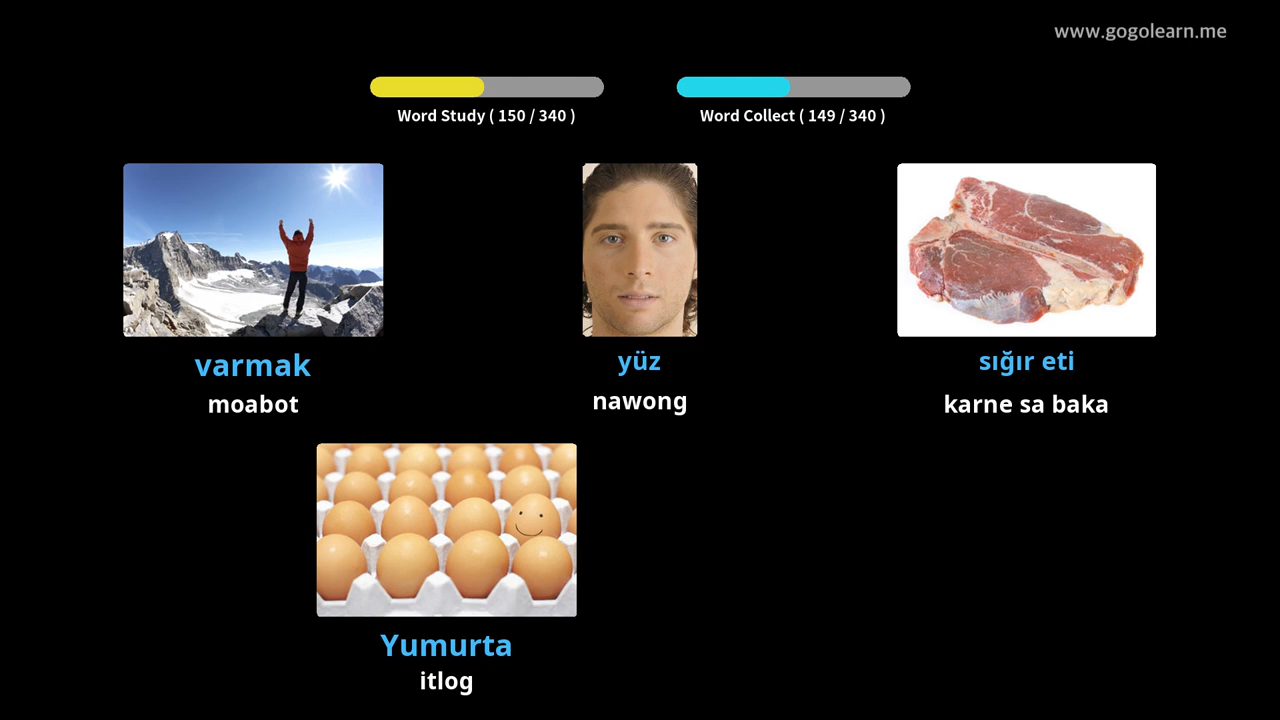 www.gogolearn.me
Word Study ( 150 / 340 )
Word Collect ( 149 / 340 )
varmak
moabot
yüz
nawong
sığır eti
karne sa baka
Yumurta
itlog